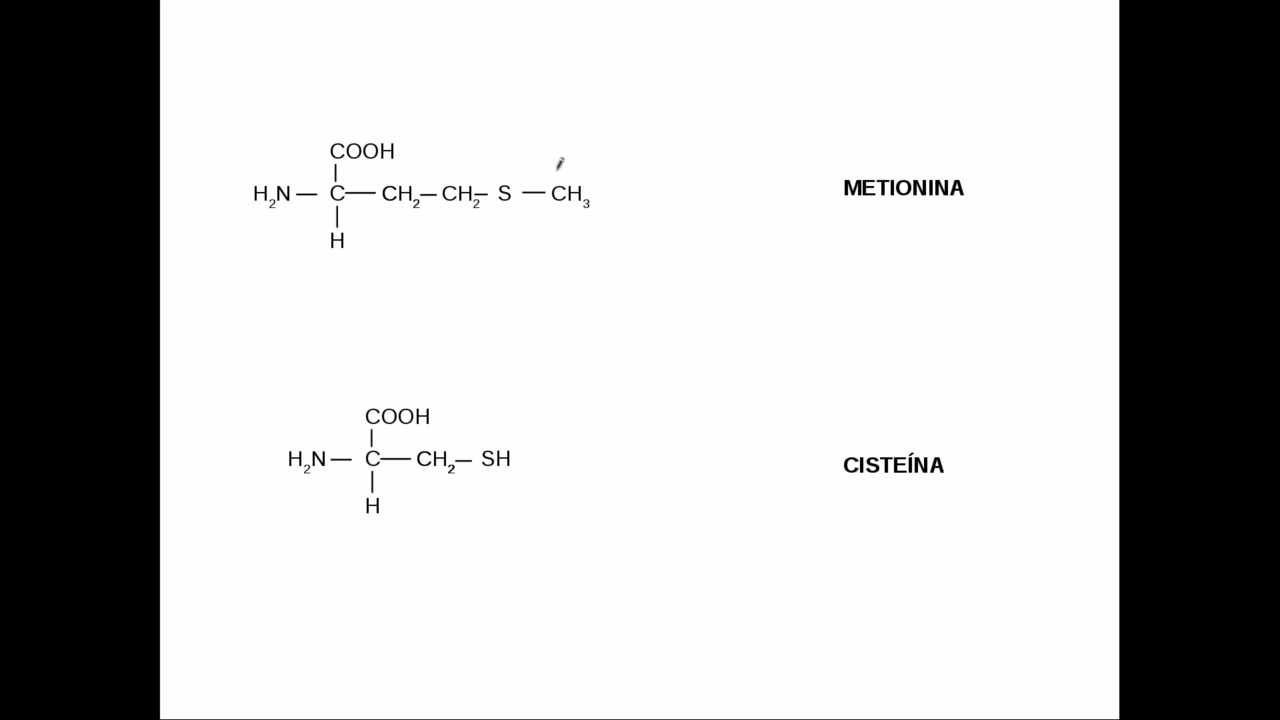 COOH
H₂N — C — CH₂ — CH₂ — S — CH₃
H
METIONINA
COOH
H₂N — C — CH₂ — SH
H
CISTEÍNA